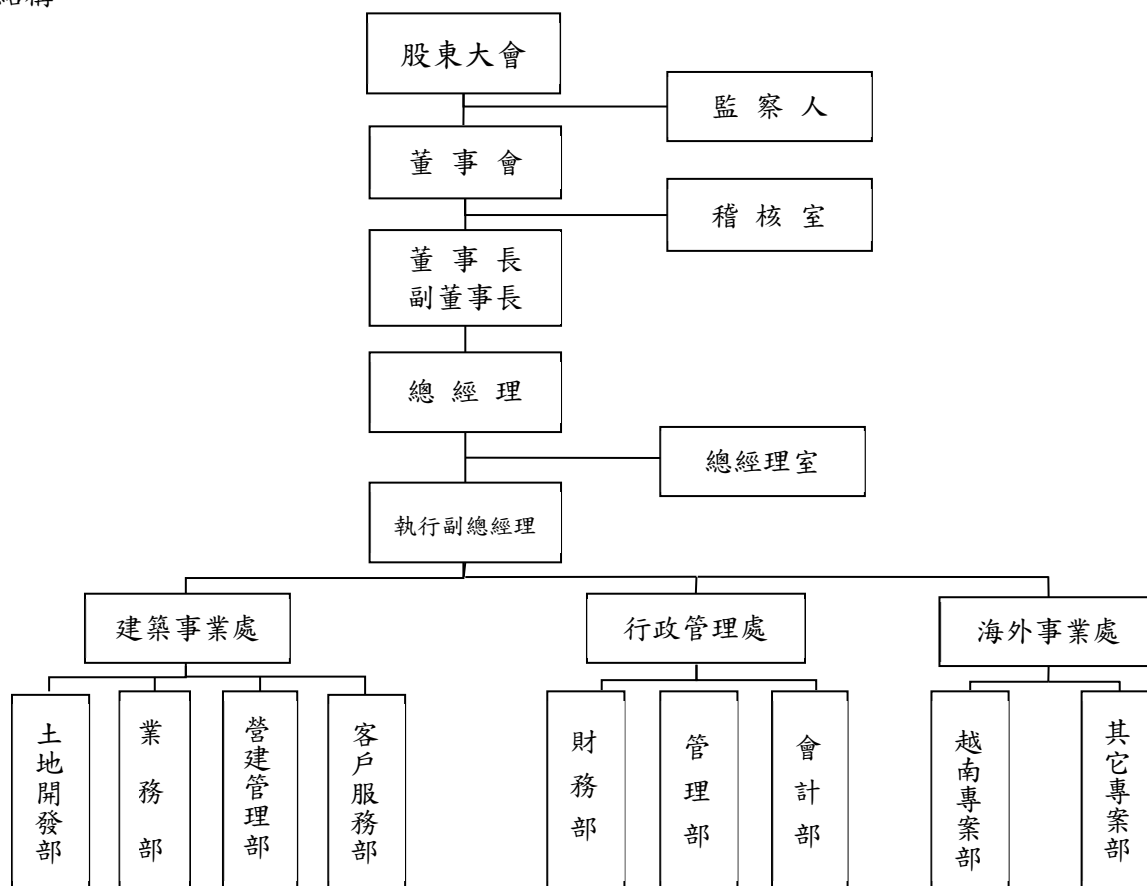 股東大會
監察人
董事會
稽核室
董事長
副董事長
總經理
總經理室
執行副總經理
建築事業處
行政管理處
海外事業處
土地開發部
業務部
營建管理部
客戶服務部
財務部
管理部
會計部
越南專案部
其它專案部